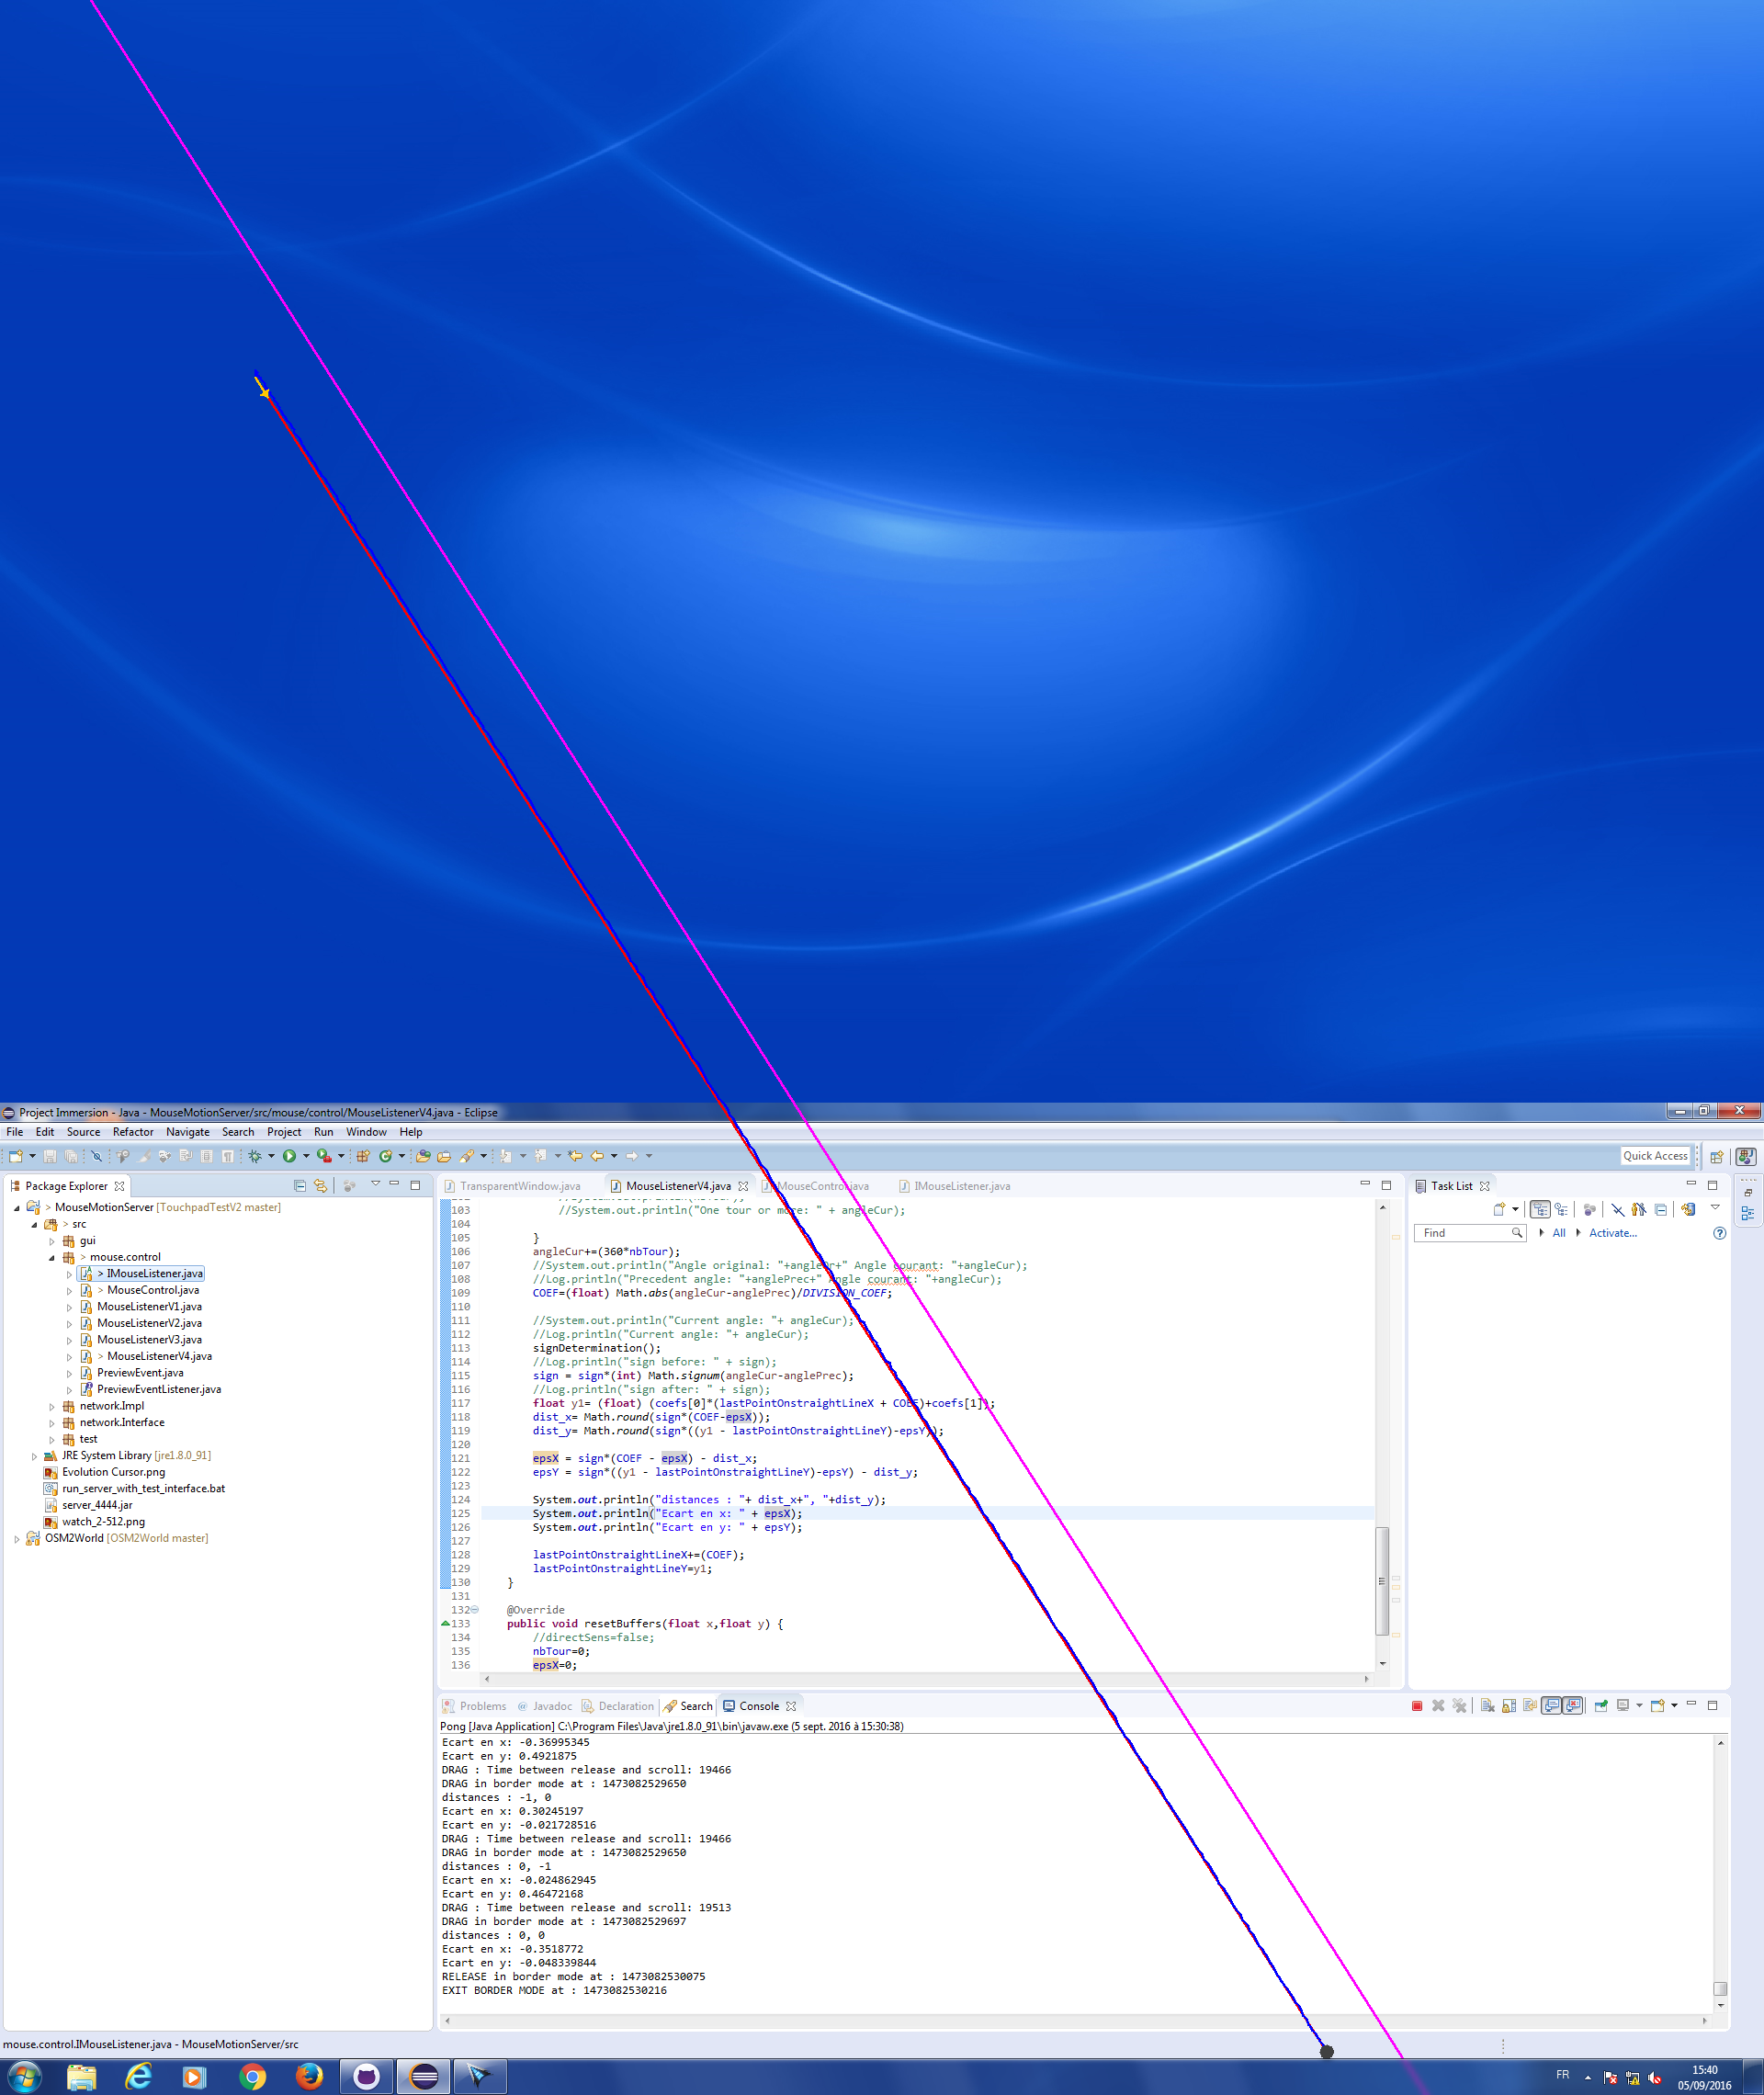 Project Immersion - Java - MouseMotionServer/src/mouse/control/MouseListenerV4.java - Eclipse
File Edit Source Refactor Navigate Search Project Run Window Help
Quick Access
Package Explorer
> MouseMotionServer [TouchpadTestV2 master]
> src
gui
> mouse.control
> IMouseListener.java
> MouseControl.java
MouseListenerV1.java
MouseListenerV2.java
MouseListenerV3.java
> MouseListenerV4.java
PreviewEvent.java
PreviewEventListener.java
network.Impl
network.Interface
test
JRE System Library [jre1.8.0_91]
Evolution Cursor.png
run_server_with_test_interface.bat
server_4444.jar
watch_2-512.png
OSM2World [OSM2World master]
TransparentWindow.java MouseListenerV4.java MouseControl.java IMouseListener.java
103 //System.out.println("One tour or more: " + angleCur);
104
105 }
106 angleCur+=(360*nbTour);
107 //System.out.println("Angle original: "+angleOr+" Angle courant: "+angleCur);
108 //Log.println("Precedent angle: "+anglePrec+" Angle courant: "+angleCur);
109 COEF=(float) Math.abs(angleCur-anglePrec)/DIVISION_COEF;
110
111 //System.out.println("Current angle: "+ angleCur);
112 //Log.println("Current angle: "+ angleCur);
113 signDetermination();
114 //Log.println("sign before: " + sign);
115 sign = sign*(int) Math.signum(angleCur-anglePrec);
116 //Log.println("sign after: " + sign);
117 float y1= (float) (coefs[0]*(lastPointOnstraightLineX + COEF)+coefs[1]);
118 dist_x= Math.round(sign*(COEF-epsX));
119 dist_y= Math.round(sign*((y1 - lastPointOnstraightLineY)-epsY));
120
121 epsX = sign*(COEF - epsX) - dist_x;
122 epsY = sign*((y1 - lastPointOnstraightLineY)-epsY) - dist_y;
123
124 System.out.println("distances : "+ dist_x+", "+dist_y);
125 System.out.println("Ecart en x: " + epsX);
126 System.out.println("Ecart en y: " + epsY);
127
128 lastPointOnstraightLineX+=(COEF);
129 lastPointOnstraightLineY=y1;
130 }
131
132 @Override
133 public void resetBuffers(float x,float y) {
134 //directSens=false;
135 nbTour=0;
136 epsX=0;
Task List
Find All Activate...
Problems @ Javadoc Declaration Search Console
Pong [Java Application] C:\Program Files\Java\jre1.8.0_91\bin\javaw.exe (5 sept. 2016 à 15:30:38)
Ecart en x: -0.36995345
Ecart en y: 0.4921875
DRAG : Time between release and scroll: 19466
DRAG in border mode at : 1473082529650
distances : -1, 0
Ecart en x: 0.30245197
Ecart en y: -0.021728516
DRAG : Time between release and scroll: 19466
DRAG in border mode at : 1473082529650
distances : 0, -1
Ecart en x: -0.024862945
Ecart en y: 0.46472168
DRAG : Time between release and scroll: 19513
DRAG in border mode at : 1473082529697
distances : 0, 0
Ecart en x: -0.3518772
Ecart en y: -0.048339844
RELEASE in border mode at : 1473082530075
EXIT BORDER MODE at : 1473082530216
mouse.control.IMouseListener.java - MouseMotionServer/src
FR
15:40
05/09/2016